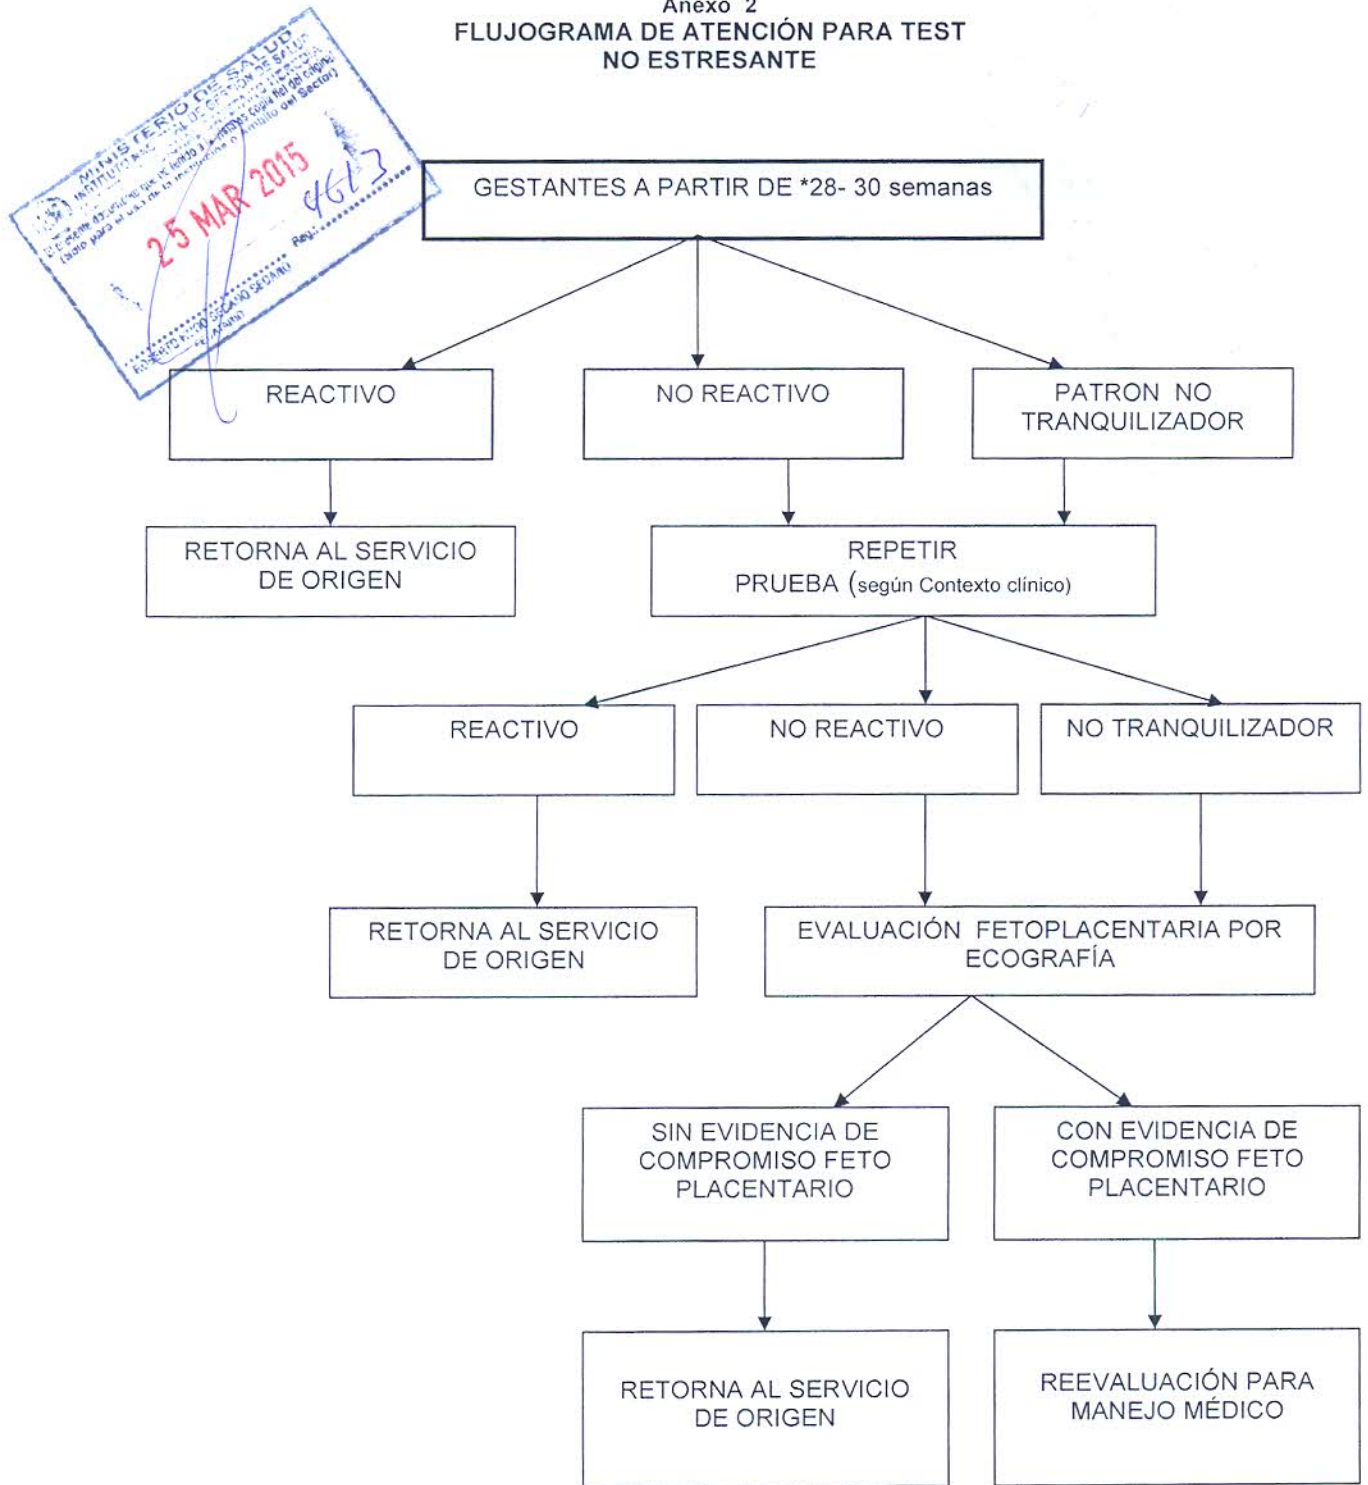 Anexo 2
FLUJOGRAMA DE ATENCIÓN PARA TEST
NO ESTRESANTE
MINISTERIO DE SALUD
25 MAR 2015
Reg.: 4613
GESTANTES A PARTIR DE *28- 30 semanas
REACTIVO
NO REACTIVO
PATRON NO
TRANQUILIZADOR
RETORNA AL SERVICIO
DE ORIGEN
REPETIR
PRUEBA (según Contexto clínico)
REACTIVO
NO REACTIVO
NO TRANQUILIZADOR
RETORNA AL SERVICIO
DE ORIGEN
EVALUACIÓN FETOPLACENTARIA POR
ECOGRAFÍA
SIN EVIDENCIA DE
COMPROMISO FETO
PLACENTARIO
CON EVIDENCIA DE
COMPROMISO FETO
PLACENTARIO
RETORNA AL SERVICIO
DE ORIGEN
REEVALUACIÓN PARA
MANEJO MÉDICO